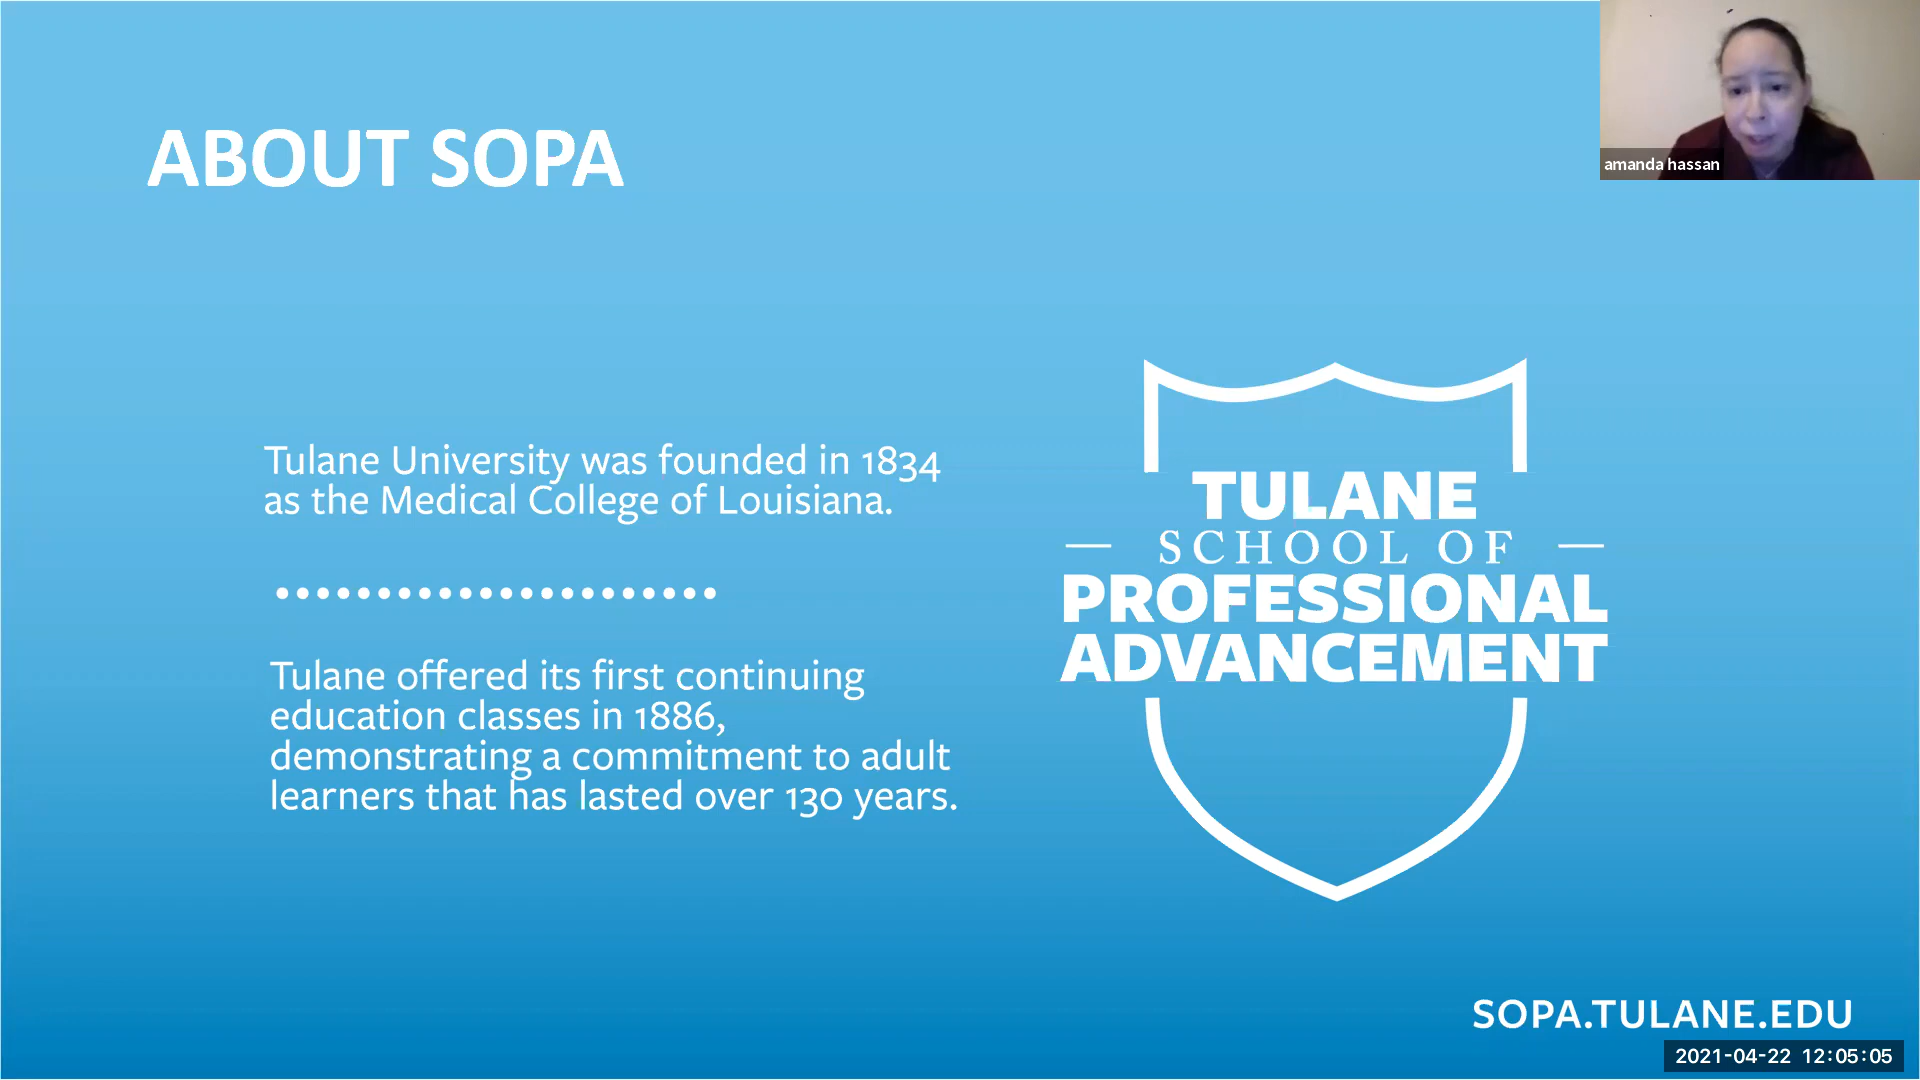 ABOUT SOPA
amanda hassan
Tulane University was founded in 1834
as the Medical College of Louisiana.
Tulane offered its first continuing
education classes in 1886,
demonstrating a commitment to adult
learners that has lasted over 130 years.
TULANE
SCHOOL OF
PROFESSIONAL
ADVANCEMENT
SOPA.TULANE.EDU
2021-04-22 12:05:05